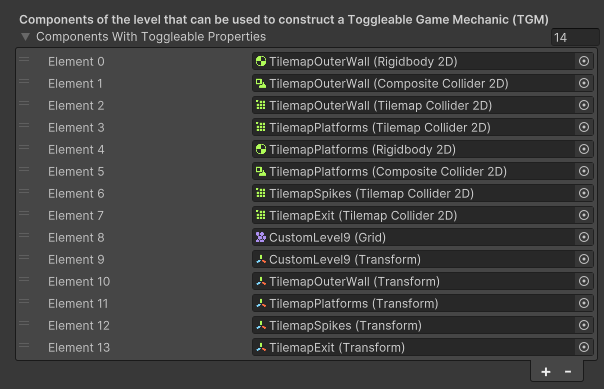 Components of the level that can be used to construct a Toggleable Game Mechanic (TGM)
Components With Toggleable Properties 14
Element 0 TilemapOuterWall (Rigidbody 2D)
Element 1 TilemapOuterWall (Composite Collider 2D)
Element 2 TilemapOuterWall (Tilemap Collider 2D)
Element 3 TilemapPlatforms (Tilemap Collider 2D)
Element 4 TilemapPlatforms (Rigidbody 2D)
Element 5 TilemapPlatforms (Composite Collider 2D)
Element 6 TilemapSpikes (Tilemap Collider 2D)
Element 7 TilemapExit (Tilemap Collider 2D)
Element 8 CustomLevel9 (Grid)
Element 9 CustomLevel9 (Transform)
Element 10 TilemapOuterWall (Transform)
Element 11 TilemapPlatforms (Transform)
Element 12 TilemapSpikes (Transform)
Element 13 TilemapExit (Transform)
+ -